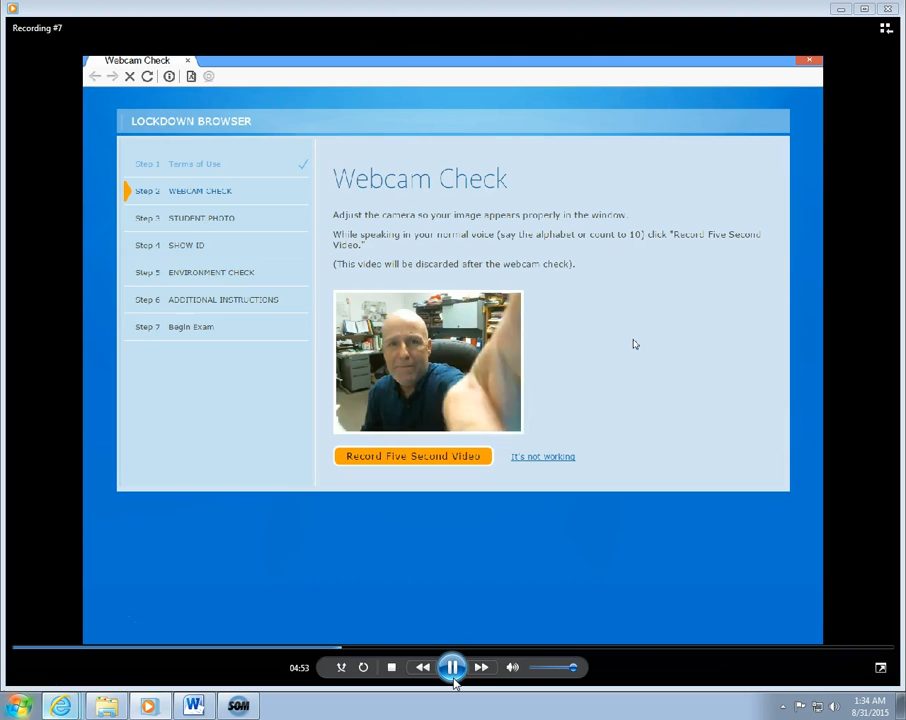 Recording #7
Webcam Check
LOCKDOWN BROWSER
Step 1 Terms of Use
Step 2 WEBCAM CHECK
Step 3 STUDENT PHOTO
Step 4 SHOW ID
Step 5 ENVIRONMENT CHECK
Step 6 ADDITIONAL INSTRUCTIONS
Step 7 Begin Exam
Webcam Check
Adjust the camera so your image appears properly in the window.
While speaking in your normal voice (say the alphabet or count to 10) click "Record Five Second
Video."
(This video will be discarded after the webcam check).
Record Five Second Video
It's not working
04:53
SOM
1:34 AM
8/31/2015